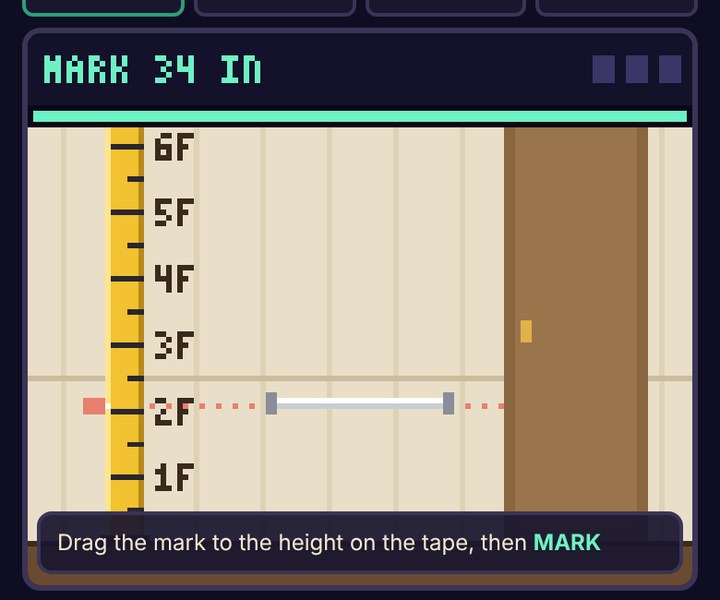 MARK 34 IN
6F
5F
4F
3F
2F
1F
Drag the mark to the height on the tape, then MARK